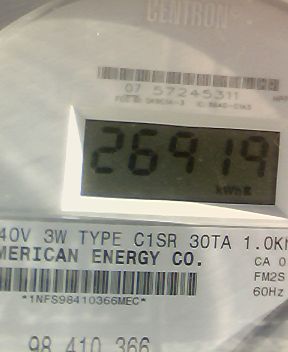 CENTRON®
07 57245311
26919
kWh
40V 3W TYPE C1SR 30TA 1.0K
MERICAN ENERGY CO.
CA 0
FM2S
60Hz
*1NFS98410366MEC*
98 410 366